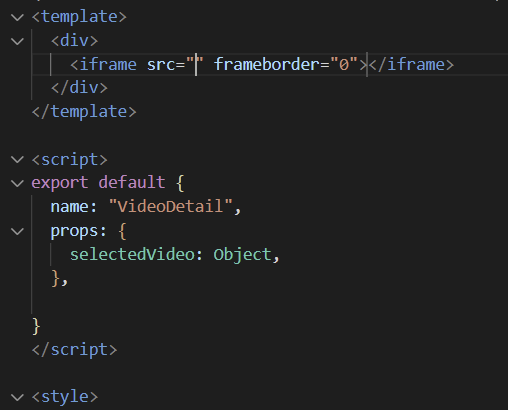 <template>
<div>
<iframe src="" frameborder="0"></iframe>
</div>
</template>
<script>
export default {
name: "VideoDetail",
props: {
selectedVideo: Object,
},
}
</script>
<style>